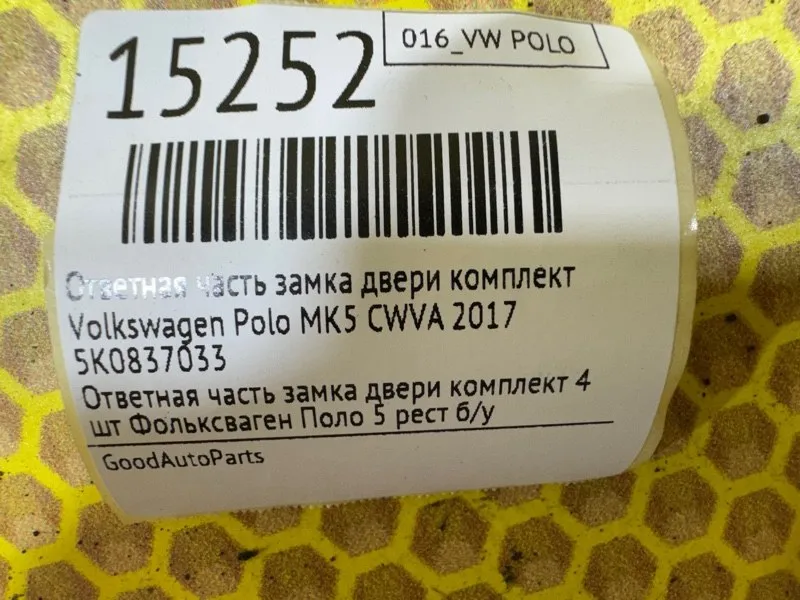 15252
016_VW POLO
Ответная часть замка двери комплект
Volkswagen Polo MK5 CWVA 2017
5K0837033
Ответная часть замка двери комплект 4
шт Фольксваген Поло 5 рест б/у
GoodAutoParts